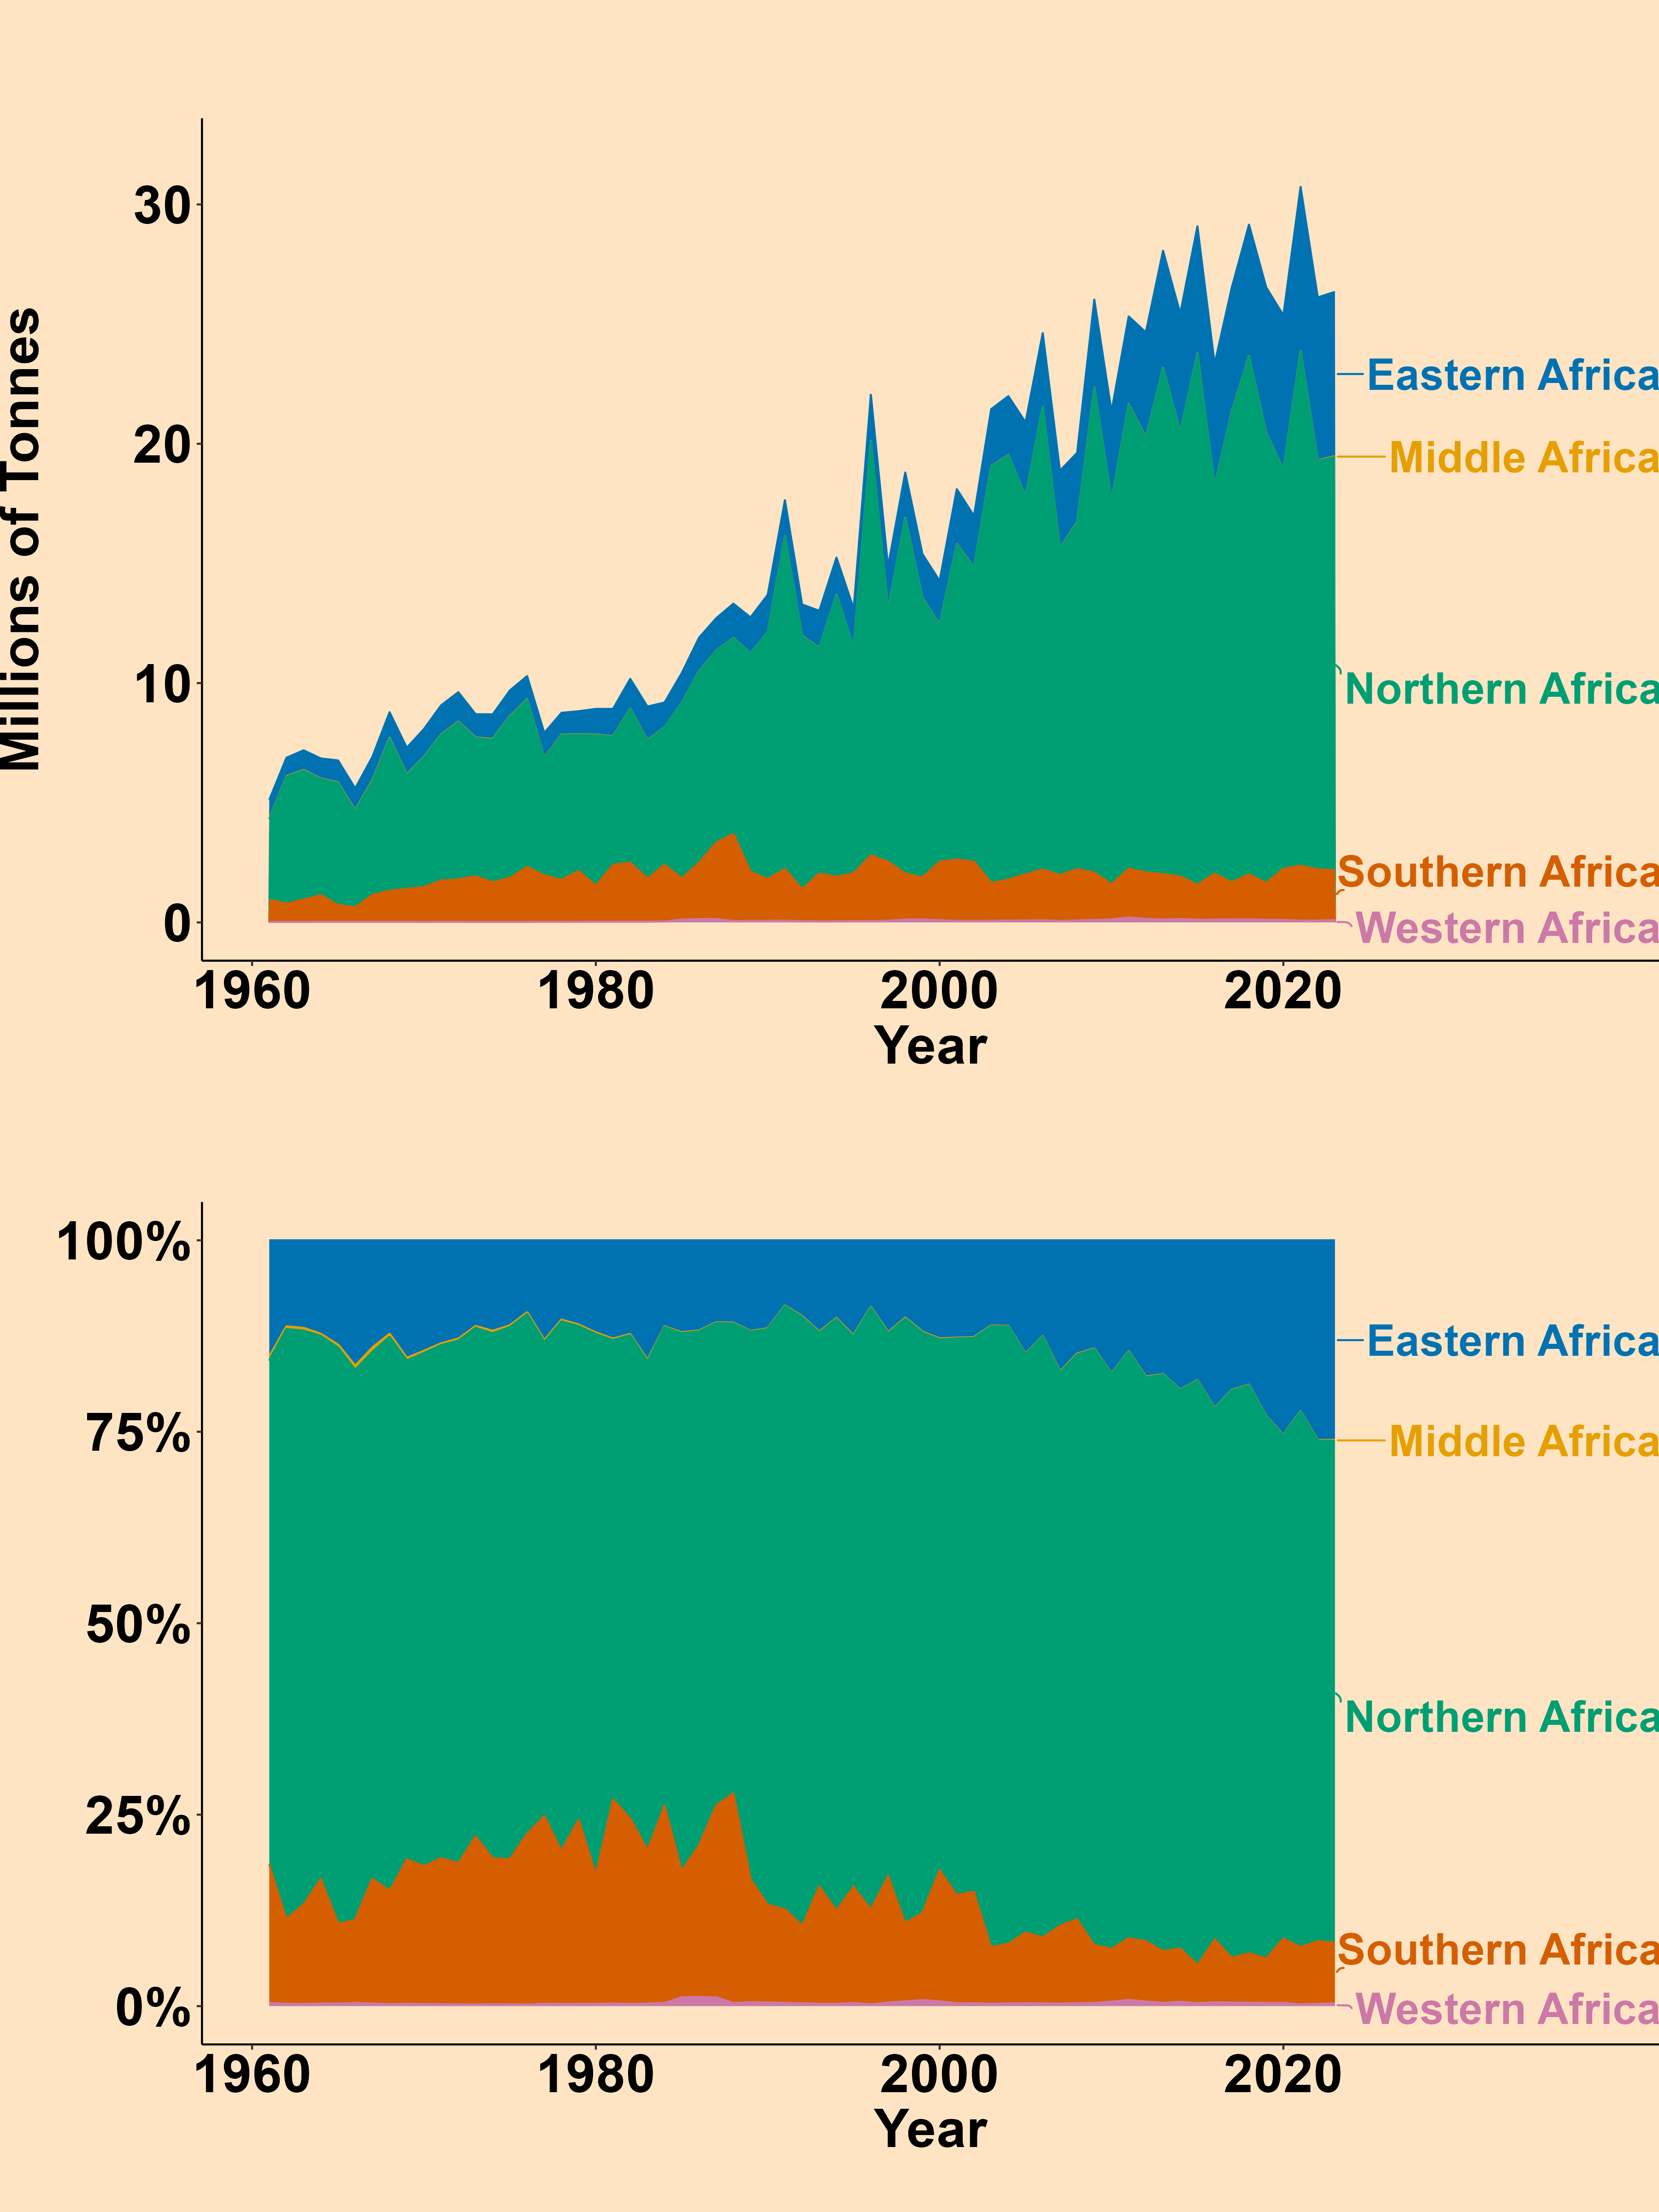 Millions of Tonnes
30
20
10
0
Eastern Africa
Middle Africa
Northern Africa
Southern Africa
Western Africa
1960 1980 2000 2020
Year
100%
75%
50%
25%
0%
Eastern Africa
Middle Africa
Northern Africa
Southern Africa
Western Africa
1960 1980 2000 2020
Year